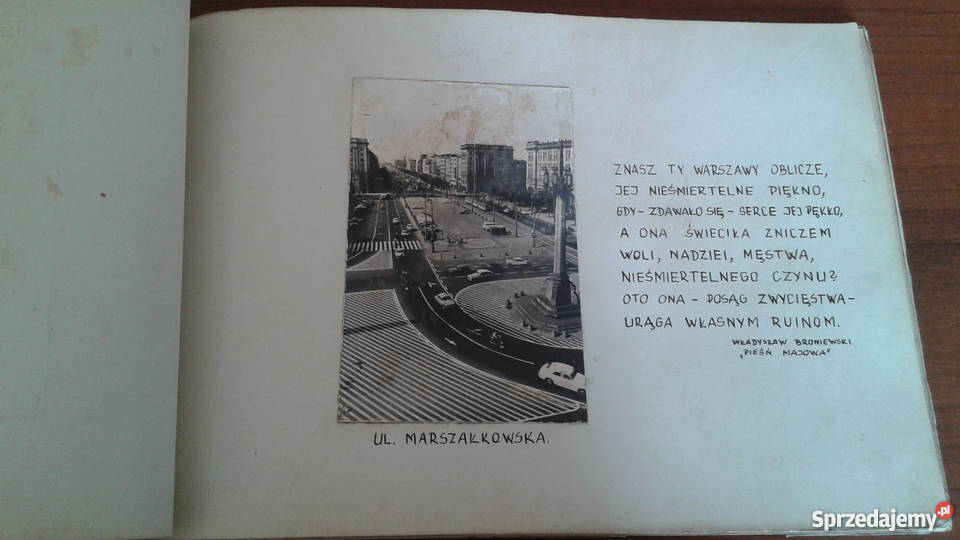 ZNASZ TY WARSZAWY OBLICZE,
JEJ NIEŚMIERTELNE PIĘKNO,
GDY - ZDAWAŁO SIĘ - SERCE JEJ PĘKŁO,
A ONA ŚWIECIŁA ZNICZEM
WOLI, NADZIEI, MĘSTWA,
NIEŚMIERTELNEGO CZYNU?
OTO ONA - POSĄG ZWYCIĘSTWA -
URĄGA WŁASNYM RUINOM.
WŁADYSŁAW BRONIEWSKI
„PIEŚŃ MAJOWA"
UL. MARSZAŁKOWSKA.
Sprzedajemy.pl